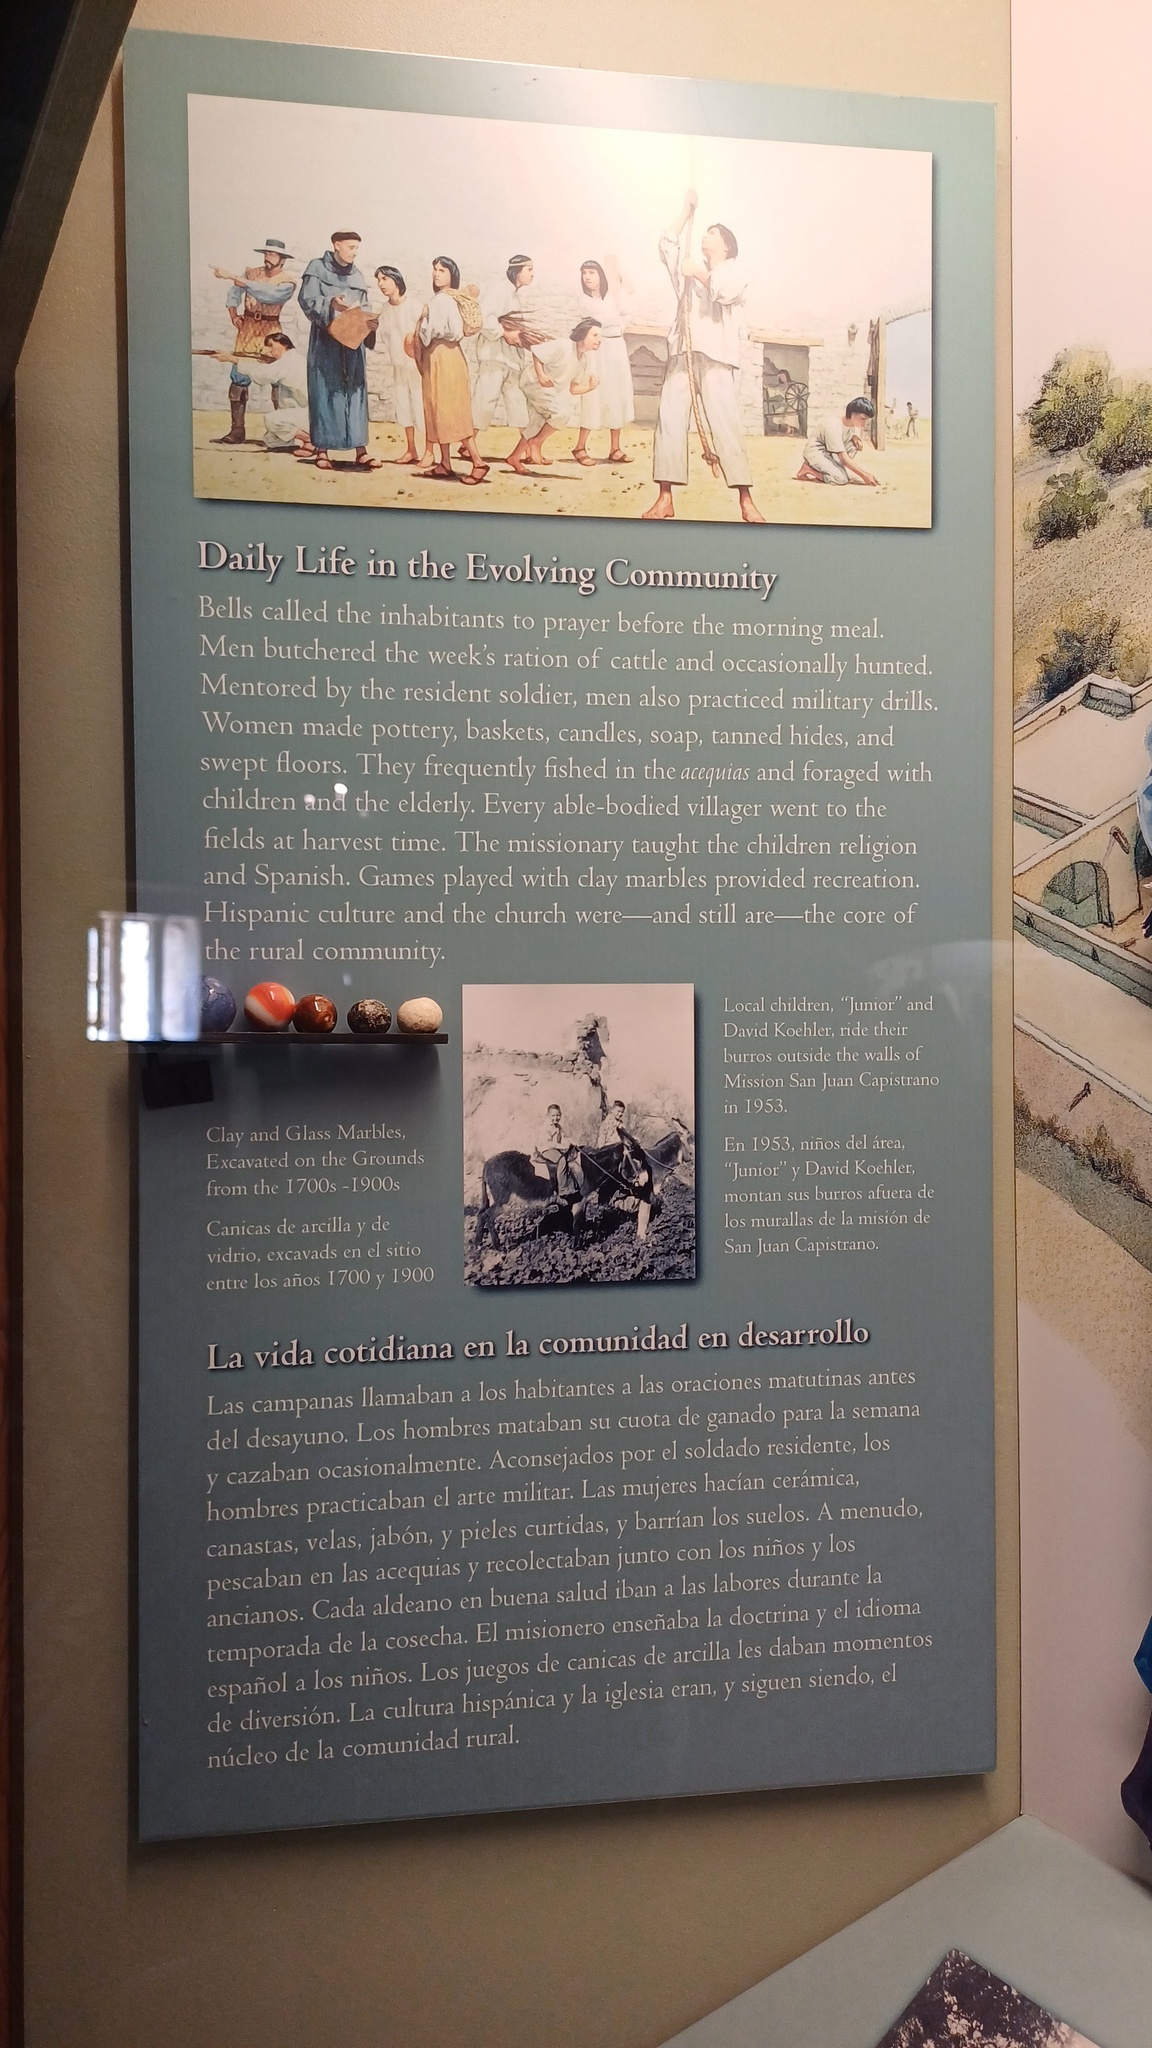 Daily Life in the Evolving Community
Bells called the inhabitants to prayer before the morning meal.
Men butchered the week's ration of cattle and occasionally hunted.
Mentored by the resident soldier, men also practiced military drills.
Women made pottery, baskets, candles, soap, tanned hides, and
swept floors. They frequently fished in the acequias and foraged with
children and the elderly. Every able-bodied villager went to the
fields at harvest time. The missionary taught the children religion
and Spanish. Games played with clay marbles provided recreation.
Hispanic culture and the church were—and still are—the core of
the rural community.
Clay and Glass Marbles,
Excavated on the Grounds
from the 1700s -1900s
Canicas de arcilla y de
vidrio, excavads en el sitio
entre los años 1700 y 1900
Local children, "Junior" and
David Koehler, ride their
burros outside the walls of
Mission San Juan Capistrano
in 1953.
En 1953, niños del área,
"Junior" y David Koehler,
montan sus burros afuera de
los murallas de la misión de
San Juan Capistrano.
La vida cotidiana en la comunidad en desarrollo
Las campanas llamaban a los habitantes a las oraciones matutinas antes
del desayuno. Los hombres mataban su cuota de ganado para la semana
y cazaban ocasionalmente. Aconsejados por el soldado residente, los
hombres practicaban el arte militar. Las mujeres hacían cerámica,
canastas, velas, jabón, y pieles curtidas, y barrían los suelos. A menudo,
pescaban en las acequias y recolectaban junto con los niños y los
ancianos. Cada aldeano en buena salud iban a las labores durante la
temporada de la cosecha. El misionero enseñaba la doctrina y el idioma
español a los niños. Los juegos de canicas de arcilla les daban momentos
de diversión. La cultura hispánica y la iglesia eran, y siguen siendo, el
núcleo de la comunidad rural.